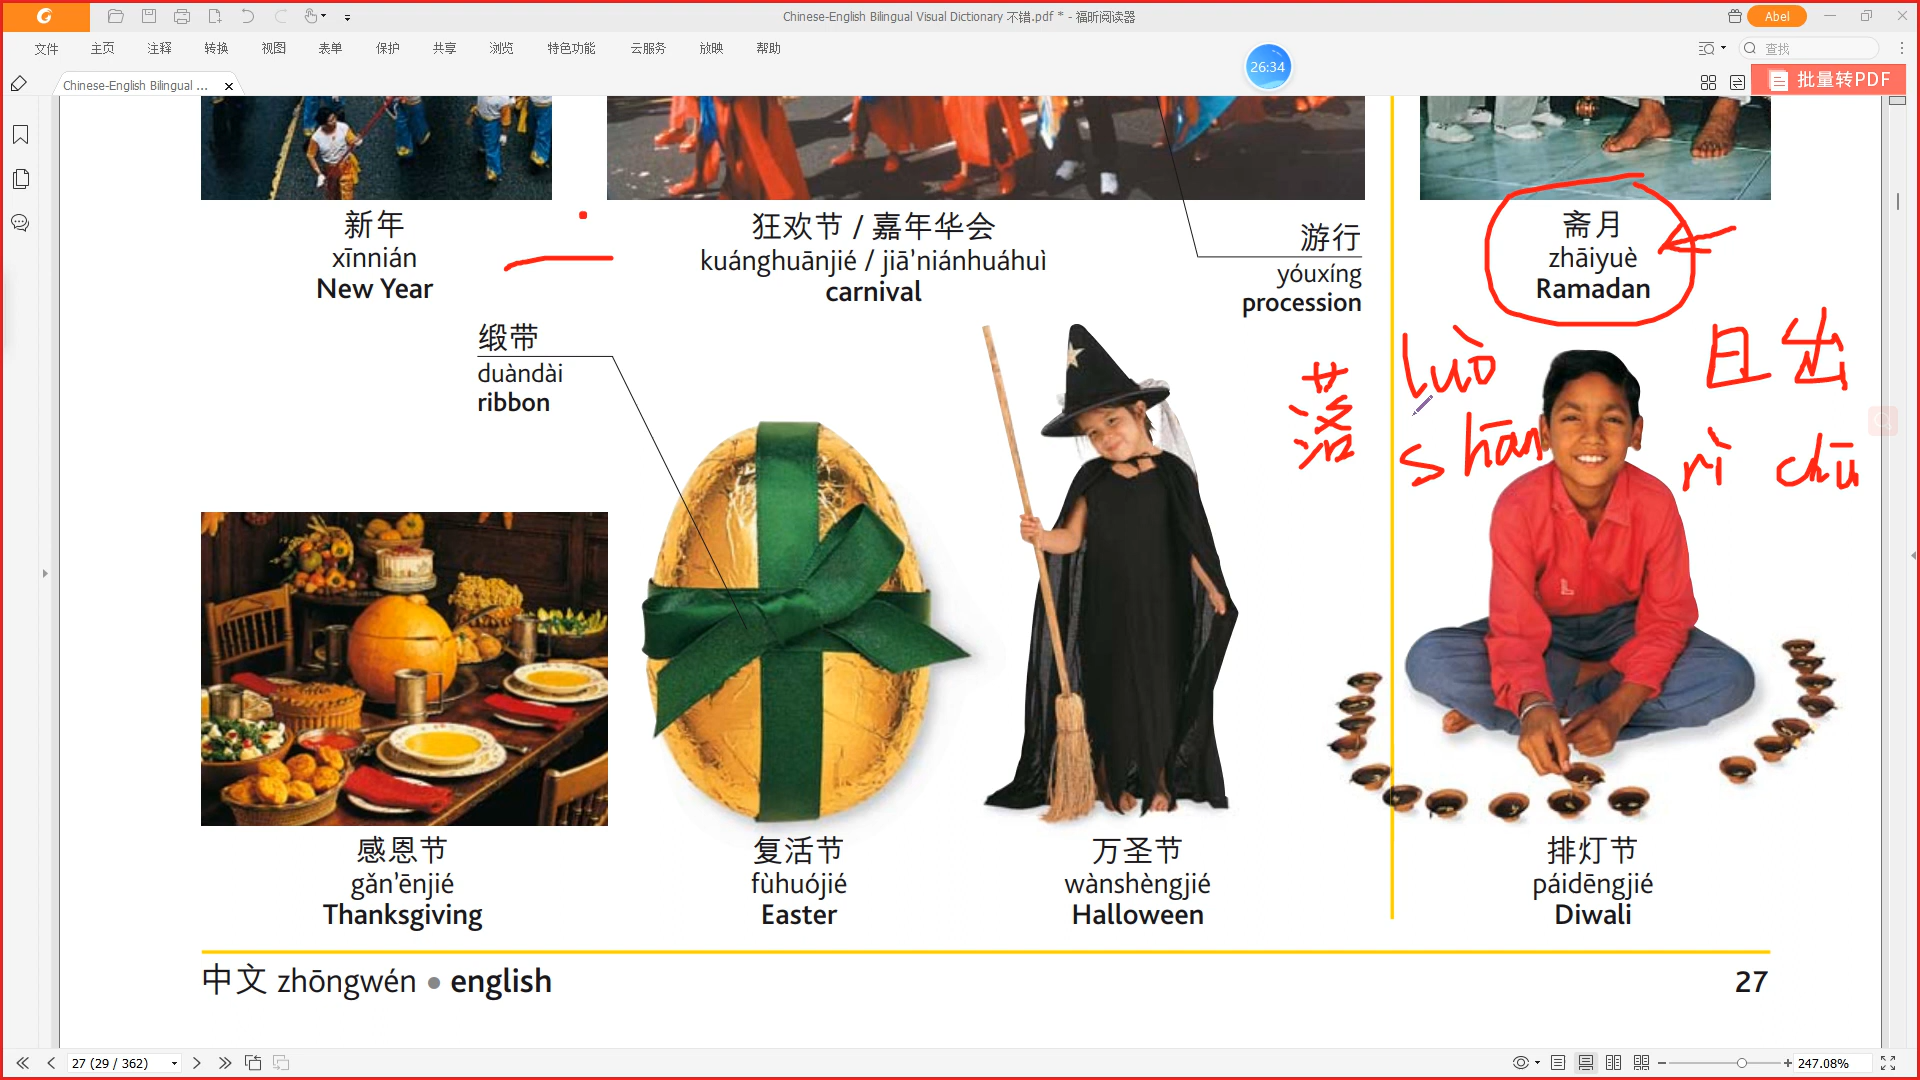 Chinese-English Bilingual Visual Dictionary 不错.pdf * - 福昕阅读器
Abel
文件 主页 注释 转换 视图 表单 保护 共享 浏览 特色功能 云服务 放映 帮助
26:34
查找
Chinese-English Bilingual ...
批量转PDF
新年
xīnnián
New Year
狂欢节 / 嘉年华会
kuánghuānjié / jiā'niánhuáhuì
carnival
游行
yóuxíng
procession
斋月
zhāiyuè
Ramadan
缎带
duàndài
ribbon
落
luò
shān
日出
rì chū
感恩节
gǎn'ēnjié
Thanksgiving
复活节
fùhuójié
Easter
万圣节
wànshèngjié
Halloween
排灯节
páidēngjié
Diwali
中文 zhōngwén ● english
27
27 (29 / 362)
247.08%